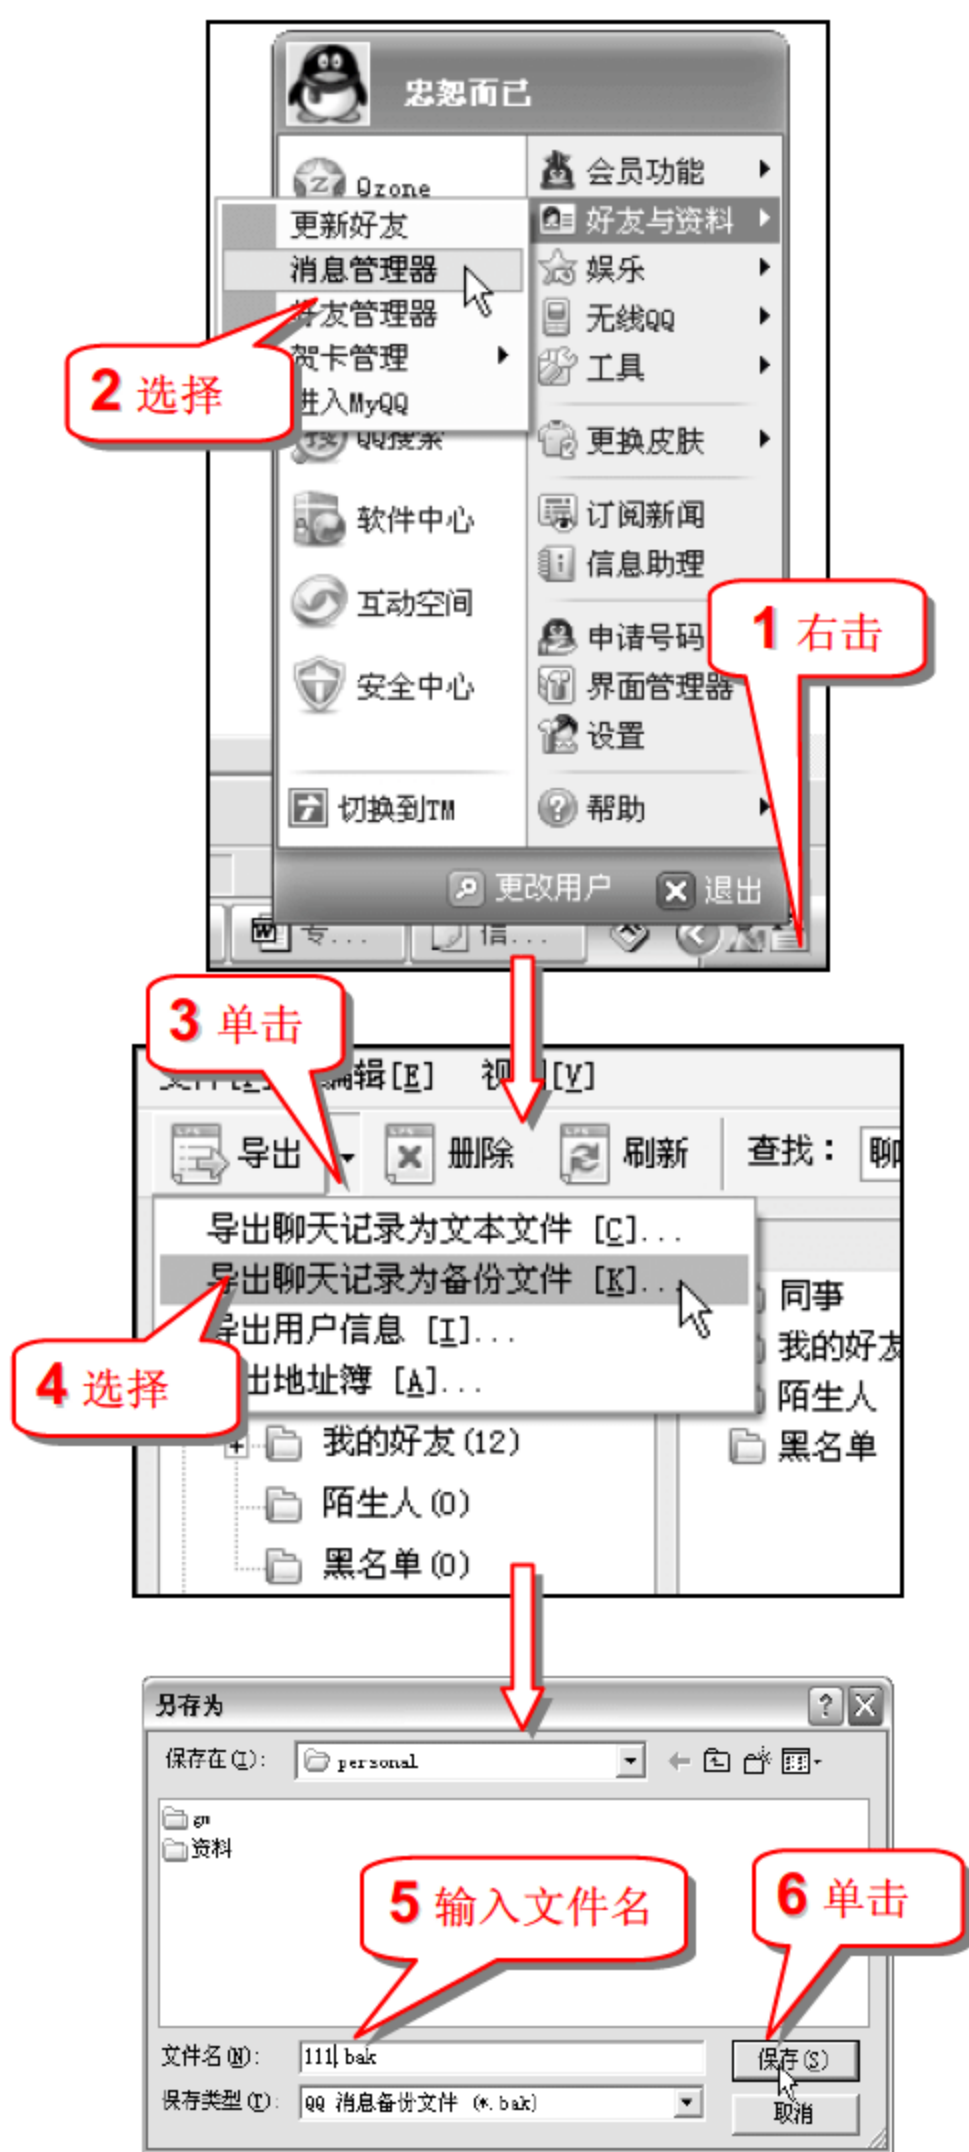 忠恕而已
Qzone
会员功能
更新好友
好友与资料
消息管理器
娱乐
好友管理器
无线QQ
2 选择
贺卡管理
工具
进入MyQQ
QQ搜索
更换皮肤
软件中心
订阅新闻
信息助理
互动空间
1 右击
申请号码
安全中心
界面管理器
设置
切换到TM
帮助
更改用户
退出
专...
信...
3 单击
编辑[E]
[V]
导出
删除
刷新
查找：
聊
导出聊天记录为文本文件 [C]...
导出聊天记录为备份文件 [K]...
同事
导出用户信息 [I]...
我的好友
4 选择
出地址簿 [A]...
陌生人
我的好友(12)
黑名单
陌生人(0)
黑名单(0)
另存为
保存在(I):
personal
gm
资料
5 输入文件名
6 单击
文件名(N):
111.bak
保存(S)
保存类型(T):
QQ 消息备份文件 (*.bak)
取消